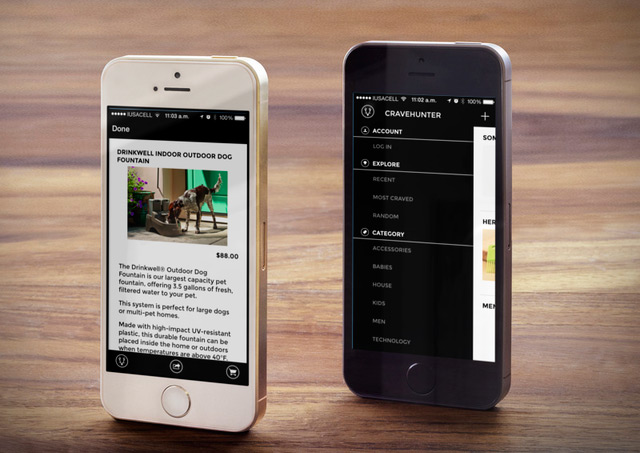 IUSACELL 11:03 a.m. 100%
Done
DRINKWELL INDOOR OUTDOOR DOG
FOUNTAIN
$88.00
The Drinkwell® Outdoor Dog
Fountain is our largest capacity pet
fountain, offering 3.5 gallons of fresh,
filtered water to your pet.
This system is perfect for large dogs
or multi-pet homes.
Made with high-impact UV-resistant
plastic, this durable fountain can be
placed inside the home or outdoors
when temperatures are above 40°F.
IUSACELL 11:02 a.m. 100%
CRAVEHUNTER
ACCOUNT
LOG IN
EXPLORE
RECENT
MOST CRAVED
RANDOM
CATEGORY
ACCESSORIES
BABIES
HOUSE
KIDS
MEN
TECHNOLOGY
SON
HER
MEN